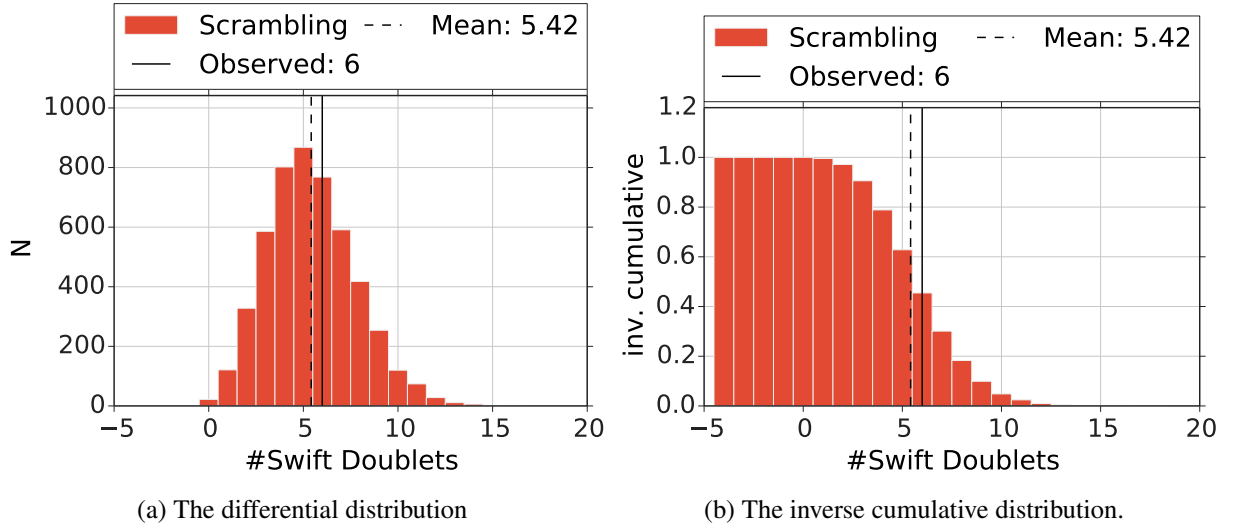 Scrambling Mean: 5.42
Observed: 6
1000
800
600
400
200
0
N
−5 0 5 10 15 20
#Swift Doublets
(a) The differential distribution
Scrambling Mean: 5.42
Observed: 6
1.2
1.0
0.8
0.6
0.4
0.2
0.0
inv. cumulative
−5 0 5 10 15 20
#Swift Doublets
(b) The inverse cumulative distribution.